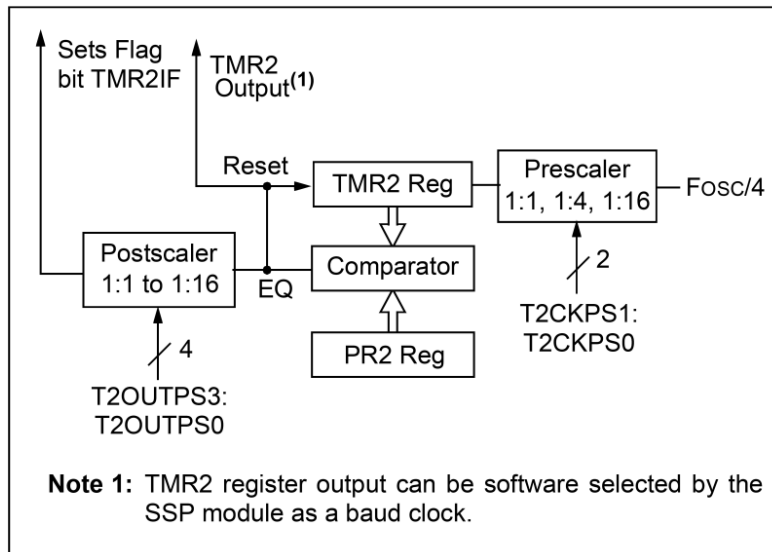 Sets Flag
bit TMR2IF
TMR2
Output(1)
Reset
TMR2 Reg
Prescaler
1:1, 1:4, 1:16
FOSC/4
Postscaler
1:1 to 1:16
EQ
Comparator
2
T2CKPS1:
T2CKPS0
PR2 Reg
4
T2OUTPS3:
T2OUTPS0
Note 1: TMR2 register output can be software selected by the
SSP module as a baud clock.